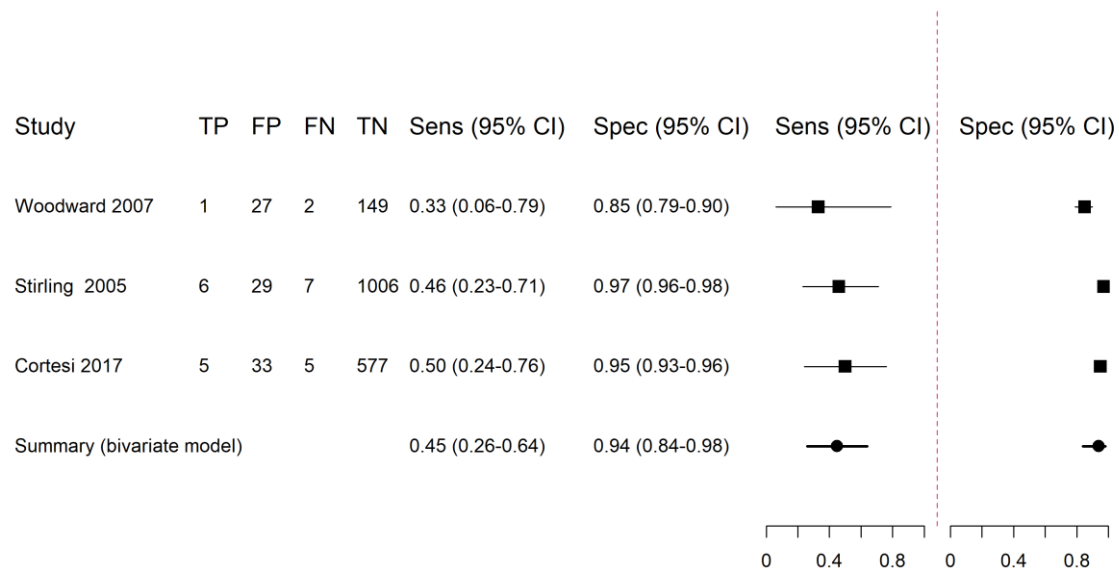 Study TP FP FN TN Sens (95% CI) Spec (95% CI) Sens (95% CI) Spec (95% CI)
Woodward 2007 1 27 2 149 0.33 (0.06-0.79) 0.85 (0.79-0.90)
Stirling 2005 6 29 7 1006 0.46 (0.23-0.71) 0.97 (0.96-0.98)
Cortesi 2017 5 33 5 577 0.50 (0.24-0.76) 0.95 (0.93-0.96)
Summary (bivariate model) 0.45 (0.26-0.64) 0.94 (0.84-0.98)
0 0.4 0.8 0 0.4 0.8